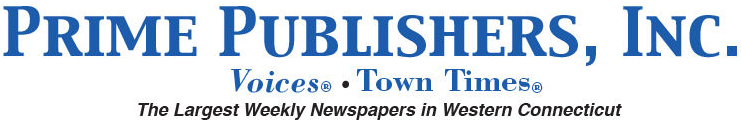 PRIME PUBLISHERS, INC.
Voices® • Town Times®
The Largest Weekly Newspapers in Western Connecticut